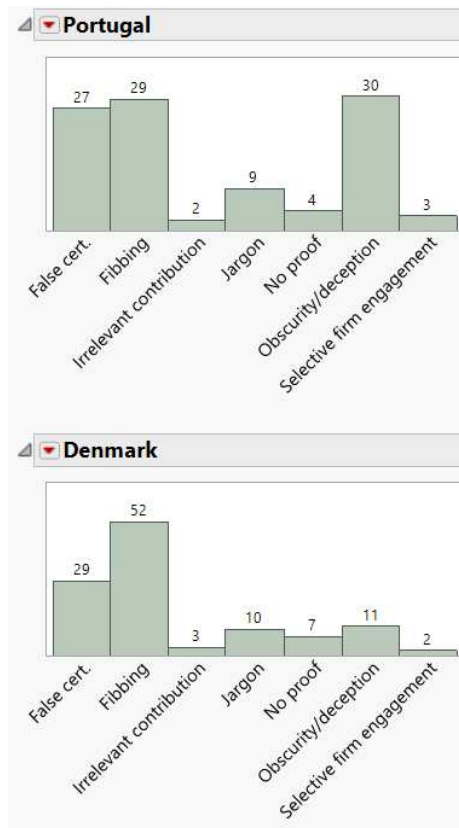 Portugal
27 29 2 9 4 30 3
False cert. Fibbing Irrelevant contribution Jargon No proof Obscurity/deception Selective firm engagement
Denmark
29 52 3 10 7 11 2
False cert. Fibbing Irrelevant contribution Jargon No proof Obscurity/deception Selective firm engagement